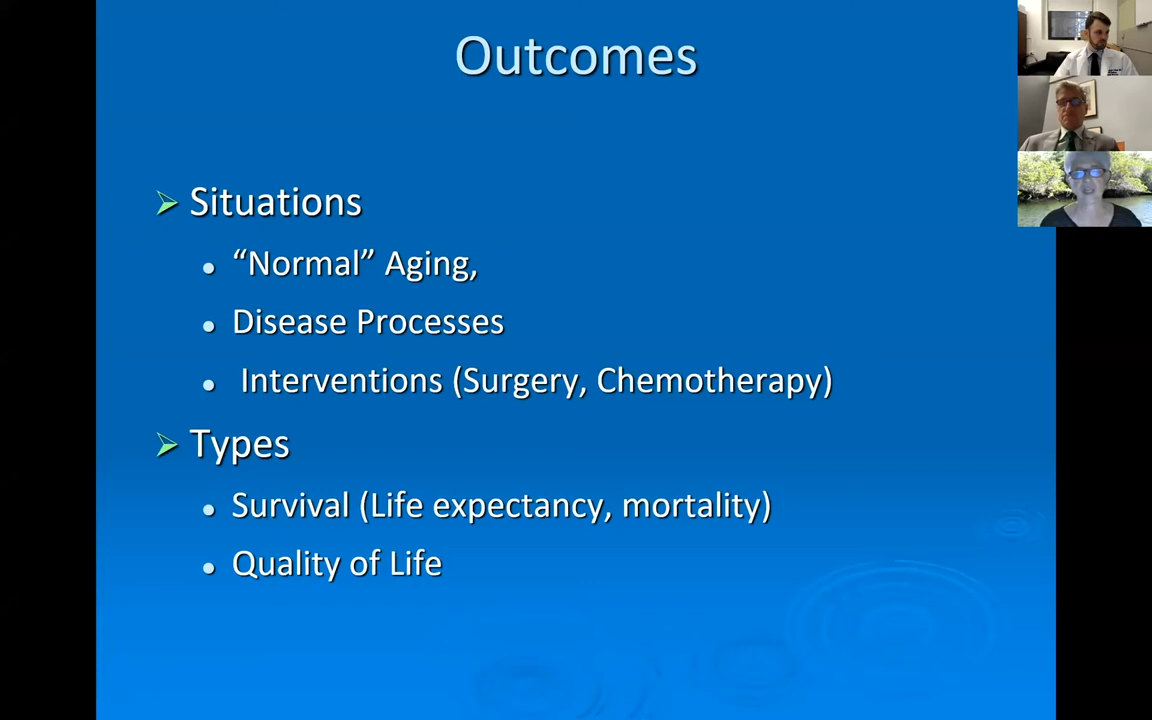 Outcomes
Situations
“Normal” Aging,
Disease Processes
Interventions (Surgery, Chemotherapy)
Types
Survival (Life expectancy, mortality)
Quality of Life